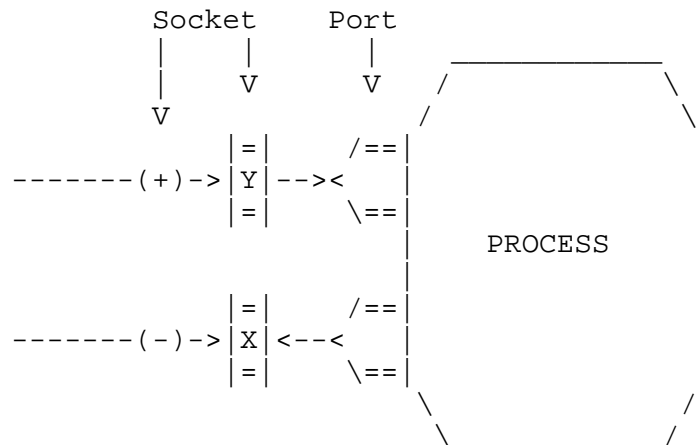 Socket Port
| | |
| V V
V
|=| /==|
-------(+)->|Y|--><    |
|=| \==|
| PROCESS
|
|=| /==|
-------(-)->|X|<--<    |
|=| \==|